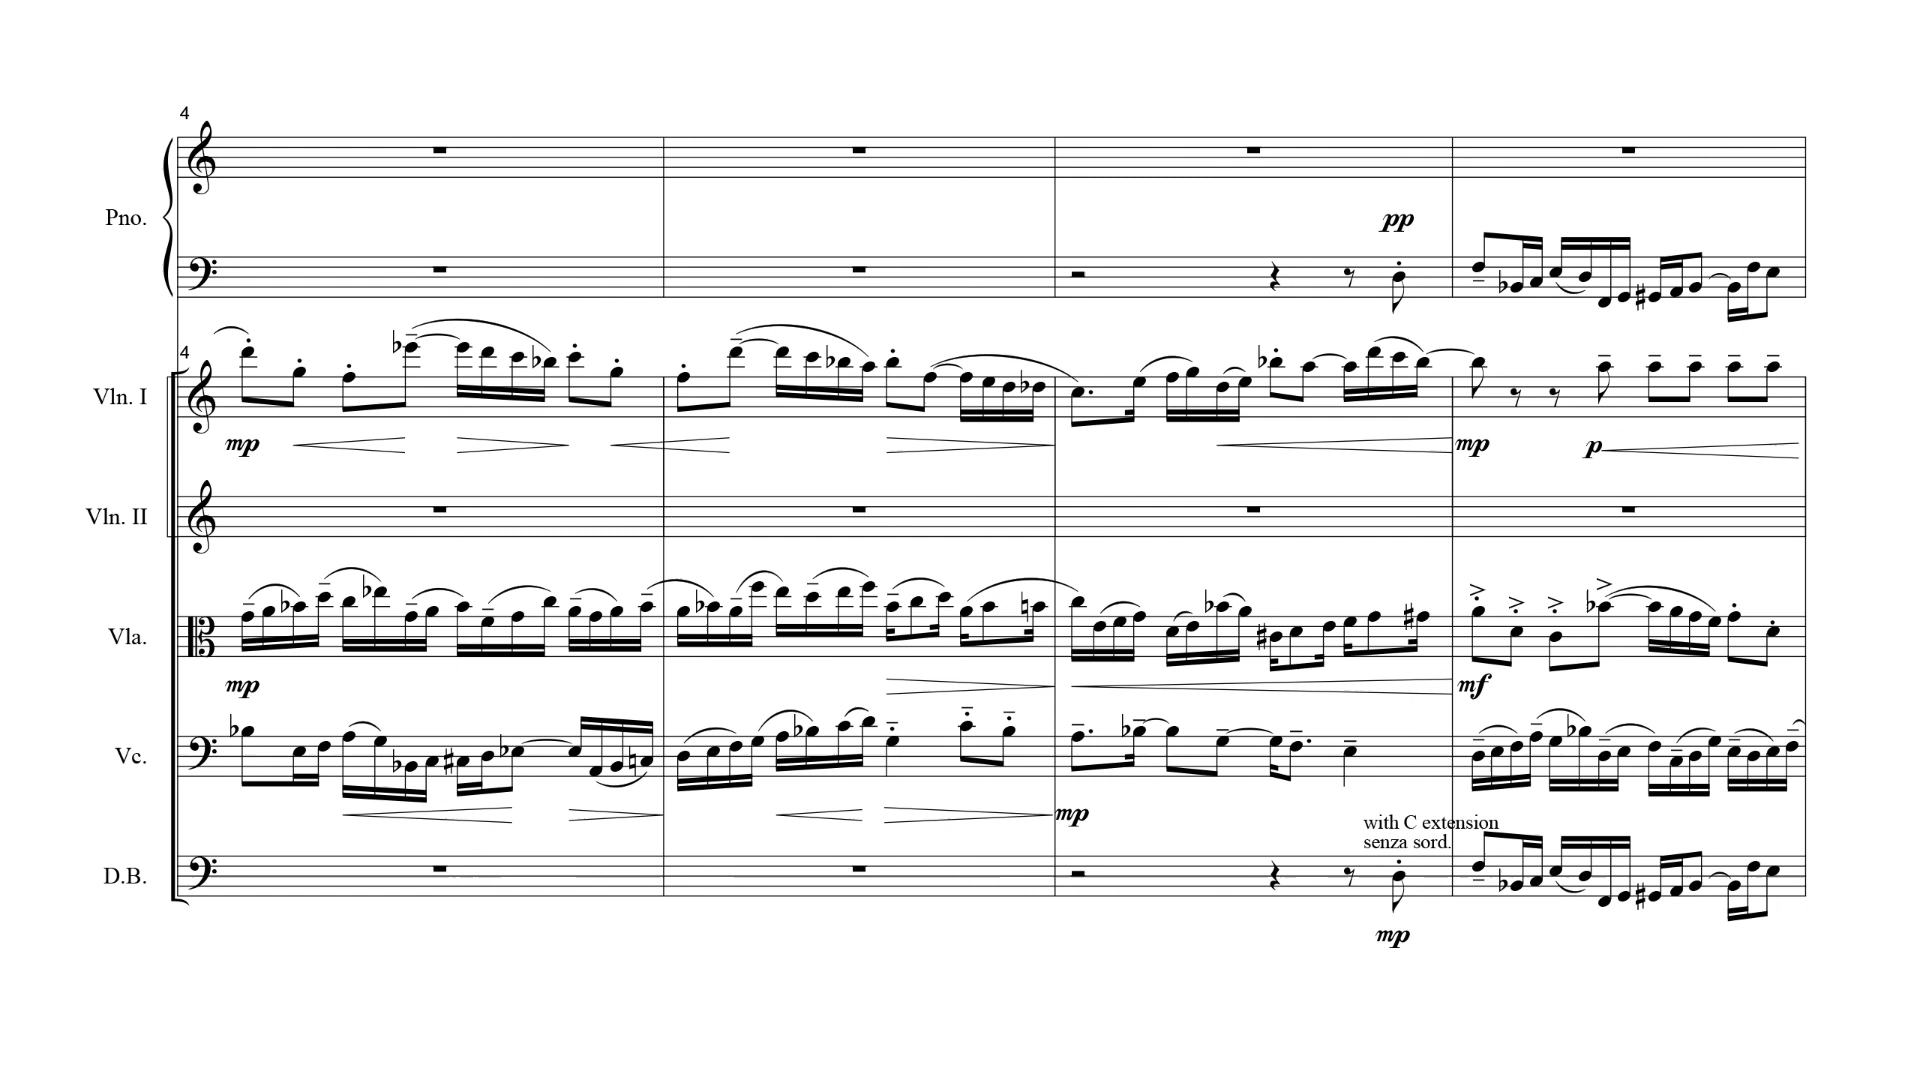 4
Pno.
pp
4
Vln. I
mp
mp
p
Vln. II
Vla.
mp
mf
Vc.
mp
with C extension
senza sord.
D.B.
mp